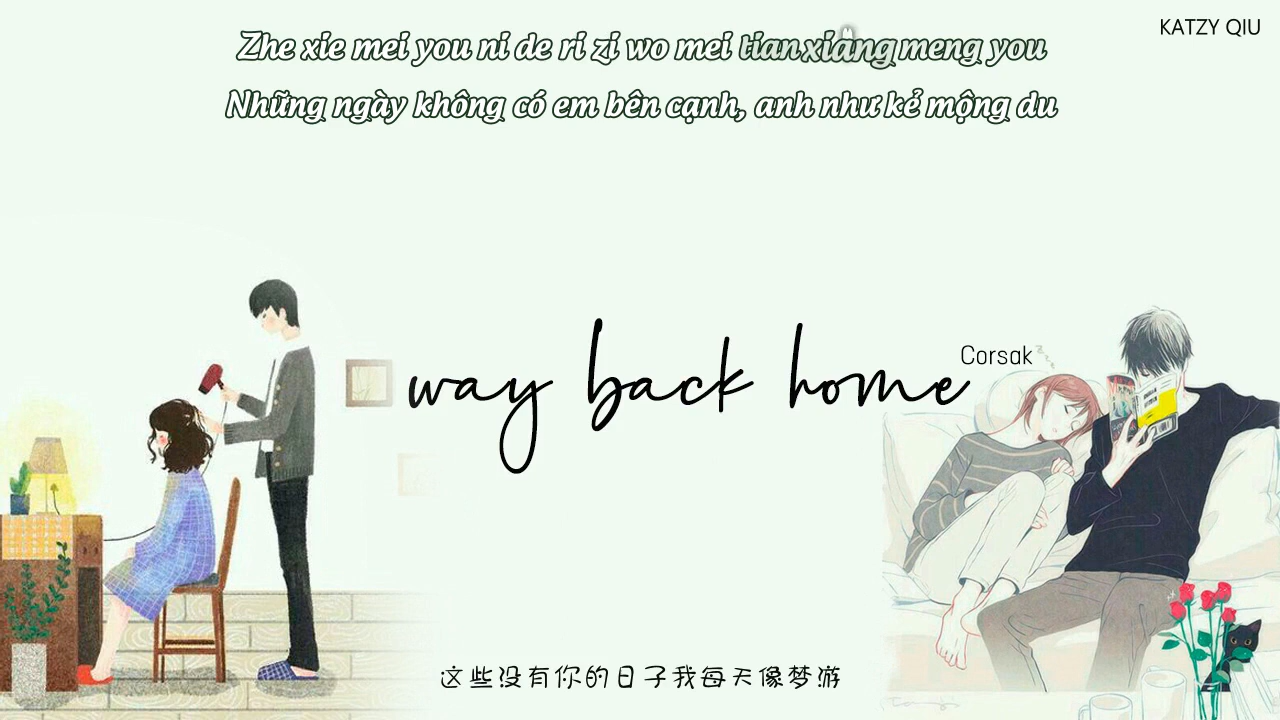 KATZY QIU
Zhe xie mei you ni de ri zi wo mei tian xiang meng you
Những ngày không có em bên cạnh, anh như kẻ mộng du
way back home
Corsak
这些没有你的日子我每天像梦游